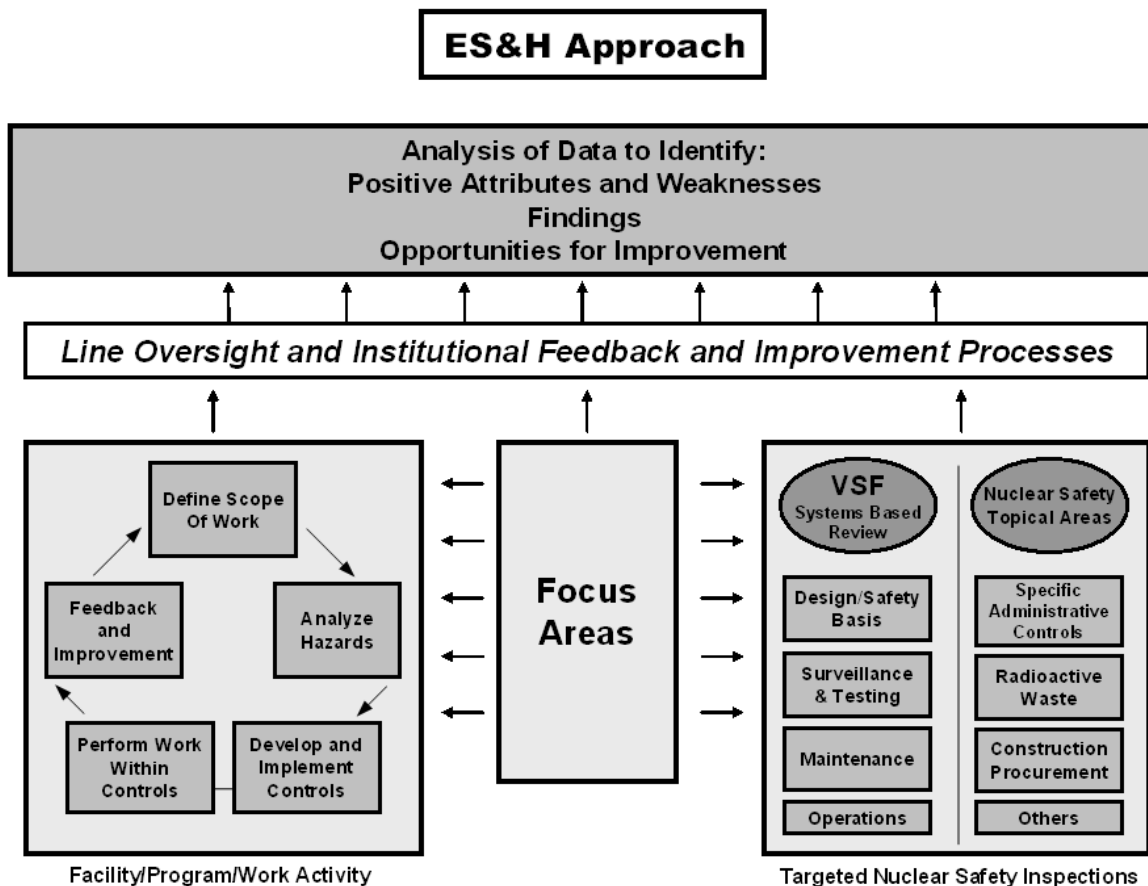 ES&H Approach
Analysis of Data to Identify:
Positive Attributes and Weaknesses
Findings
Opportunities for Improvement
Line Oversight and Institutional Feedback and Improvement Processes
Define Scope
Of Work
Analyze
Hazards
Develop and
Implement
Controls
Perform Work
Within
Controls
Feedback
and
Improvement
Facility/Program/Work Activity
Focus
Areas
VSF
Systems Based
Review
Design/Safety
Basis
Surveillance
& Testing
Maintenance
Operations
Nuclear Safety
Topical Areas
Specific
Administrative
Controls
Radioactive
Waste
Construction
Procurement
Others
Targeted Nuclear Safety Inspections